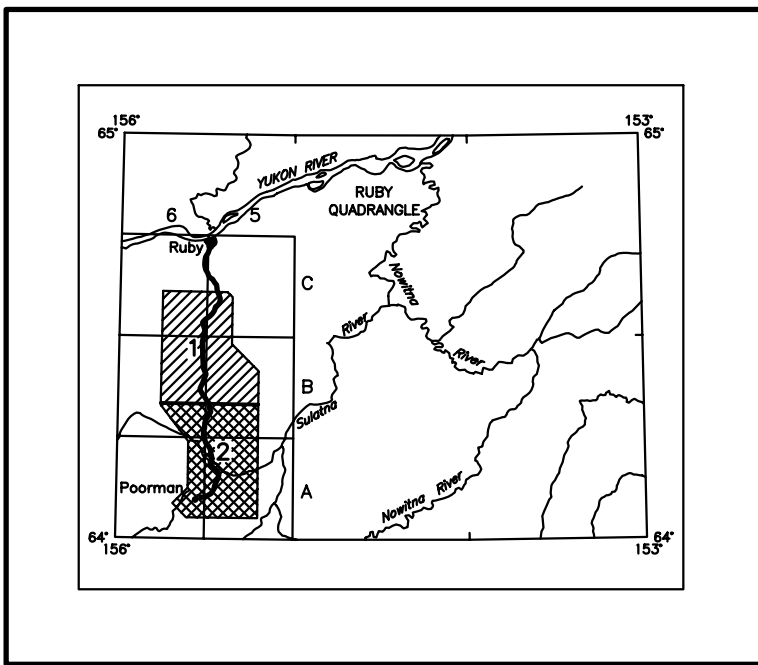 156°
153°
65°
65°
YUKON RIVER
RUBY
QUADRANGLE
6
5
Ruby
Nowitna
C
River
1
River
B
Sulatna
2
Poorman
A
Nowitna River
64°
64°
156°
153°